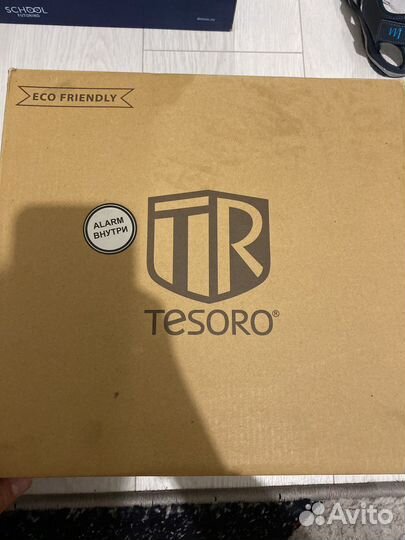 SCHOOL
ECO FRIENDLY
ALARM
ВНУТРИ
TR
TeSORO®
Avito